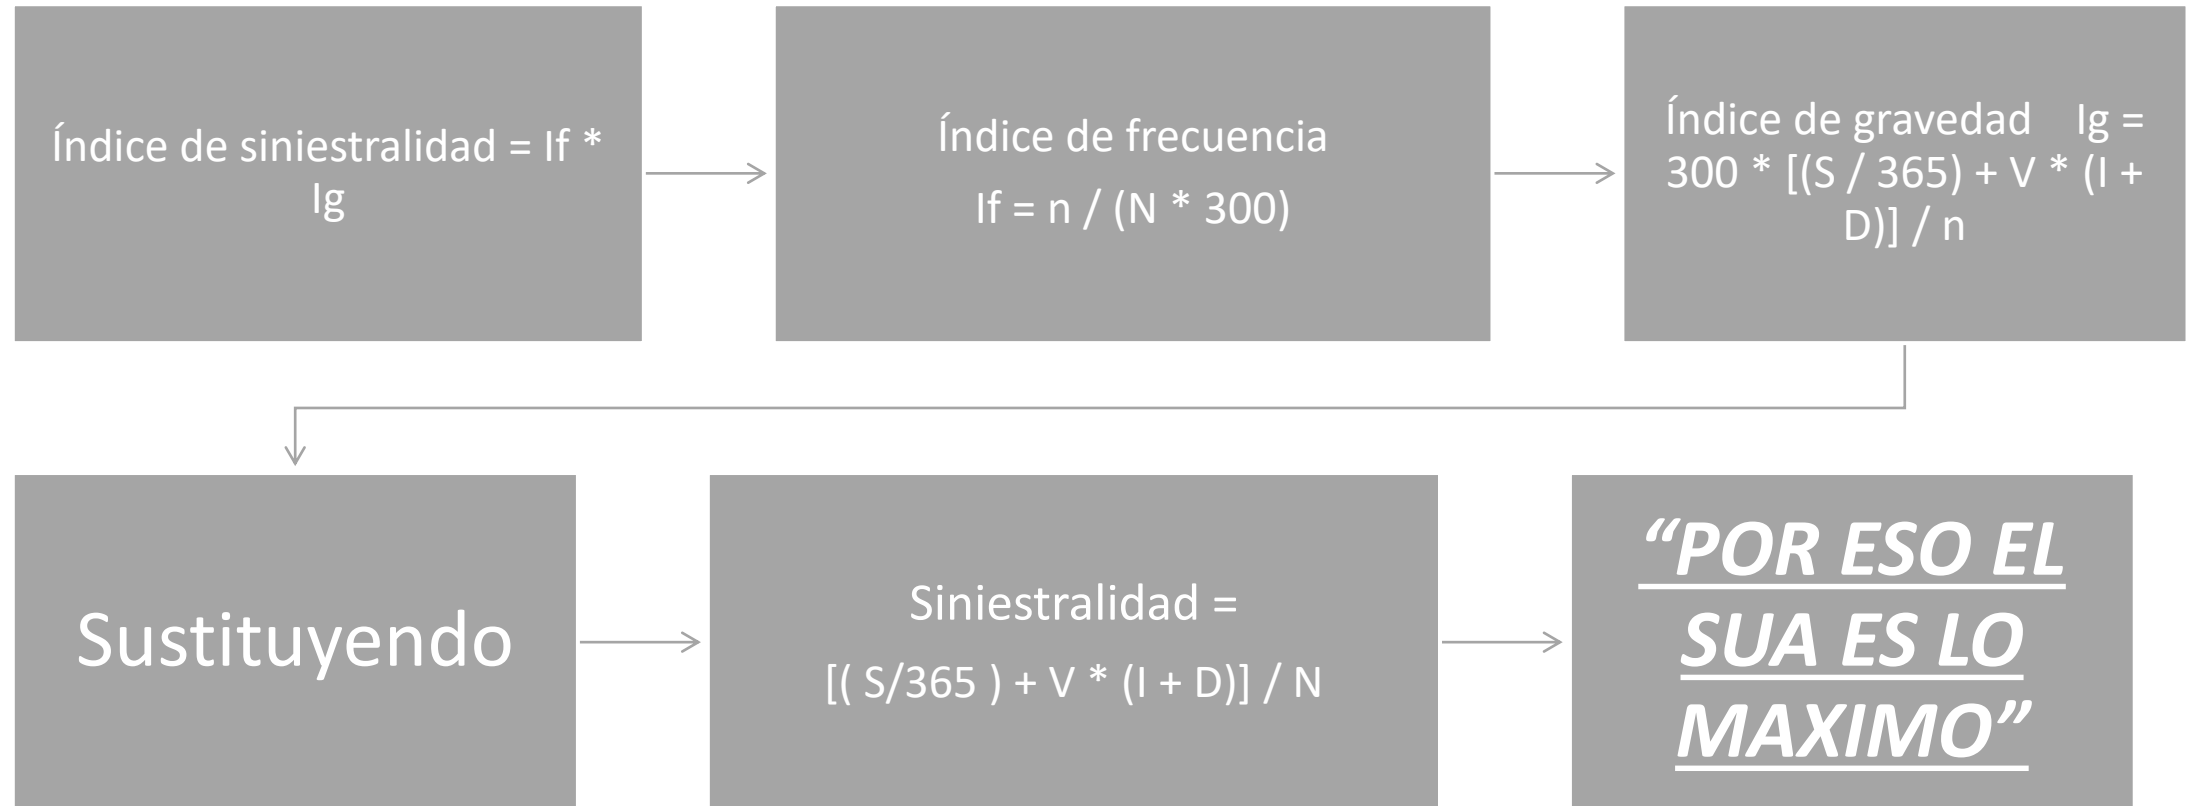 Índice de siniestralidad = If *
Ig
Índice de frecuencia
If = n / (N * 300)
Índice de gravedad    Ig =
300 * [(S / 365) + V * (I +
D)] / n
Sustituyendo
Siniestralidad =
[( S/365 ) + V * (I + D)] / N
“POR ESO EL
SUA ES LO
MAXIMO”